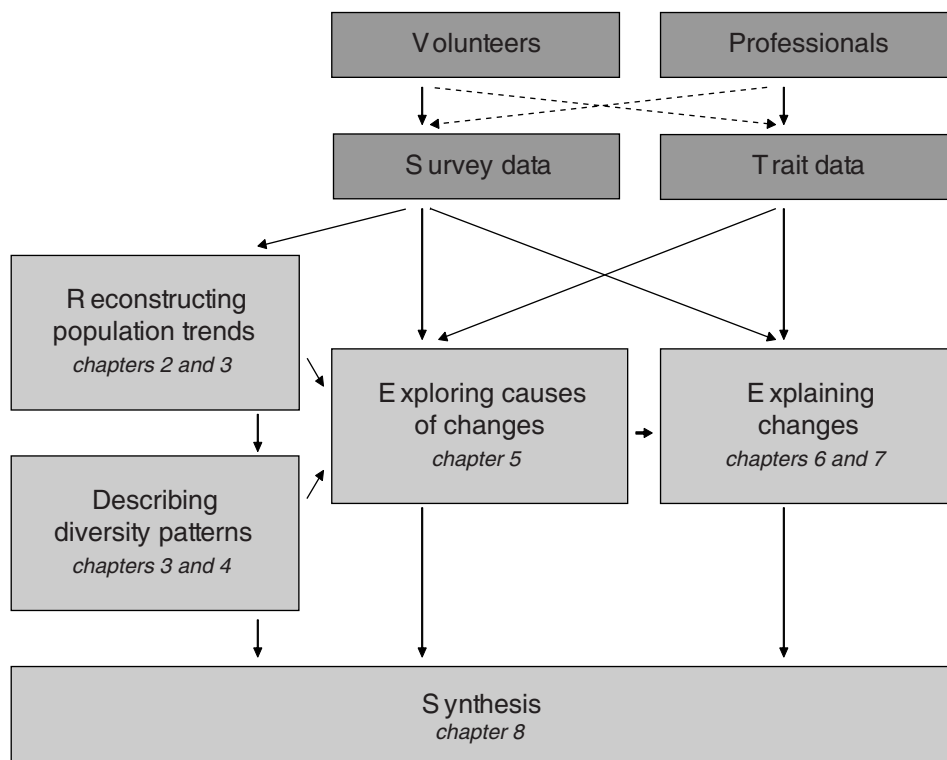 Volunteers
Professionals
Survey data
Trait data
Reconstructing
population trends
chapters 2 and 3
Exploring causes
of changes
chapter 5
Explaining
changes
chapters 6 and 7
Describing
diversity patterns
chapters 3 and 4
Synthesis
chapter 8